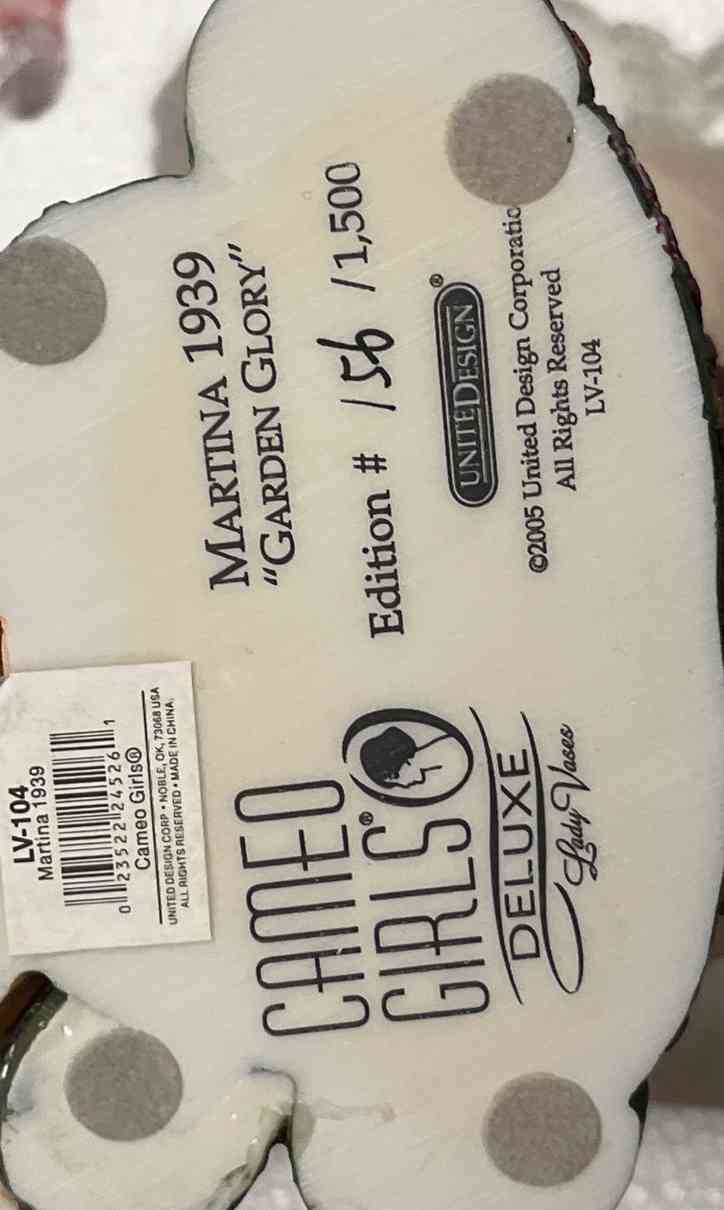 MARTINA 1939
"GARDEN GLORY"
Edition # 156 /1,500
UNITEDESIGN®
©2005 United Design Corporatio
All Rights Reserved
LV-104
CAMEO
GIRLS®
DELUXE
Lady Vases
LV-104
Martina 1939
0 23522 24526 1
Cameo Girls®
UNITED DESIGN CORP • NOBLE, OK, 73068 USA
ALL RIGHTS RESERVED • MADE IN CHINA